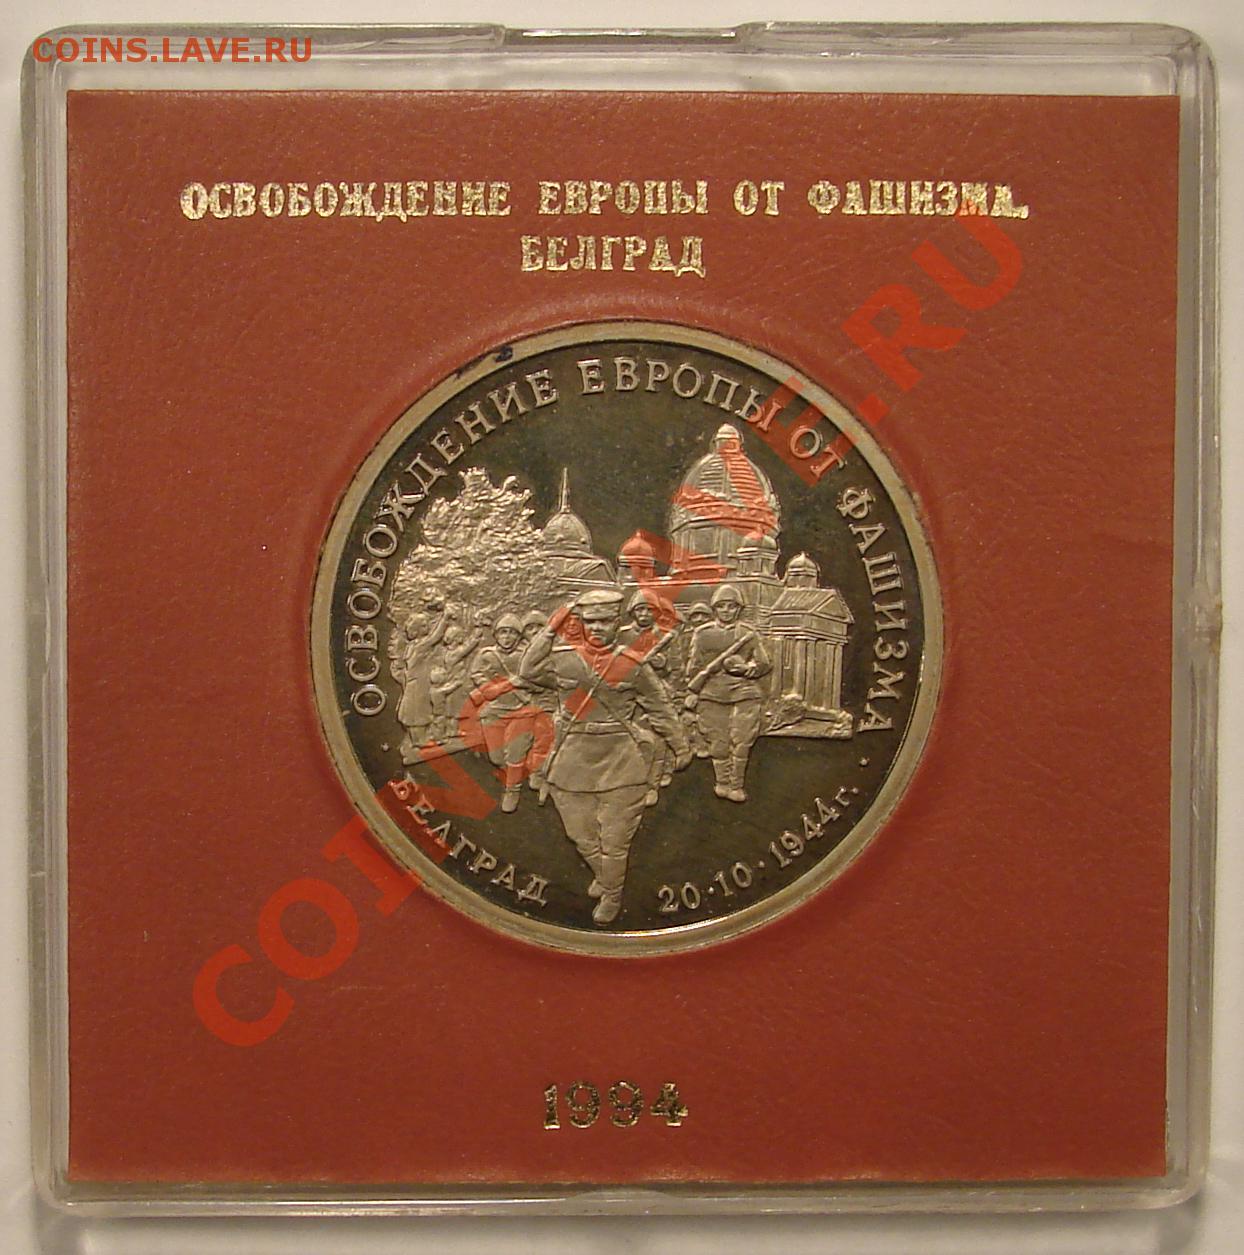 COINS.LAVE.RU
ОСВОБОЖДЕНИЕ ЕВРОПЫ ОТ ФАШИЗМА.
БЕЛГРАД
ОСВОБОЖДЕНИЕ ЕВРОПЫ ОТ ФАШИЗМА
БЕЛГРАД 20·10·1944г.
COINS.LAVE.RU
1994